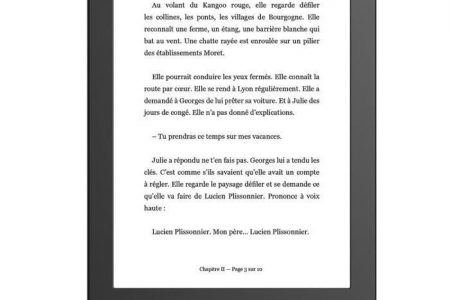 Au volant du Kangoo rouge, elle regarde défiler
les collines, les ponts, les villages de Bourgogne. Elle
reconnaît une ferme, un étang, une barrière blanche qui
bat au vent. Une chatte rayée est enroulée sur un pilier
des établissements Moret.
Elle pourrait conduire les yeux fermés. Elle connaît la
route par cœur. Elle se rend à Lyon régulièrement. Elle a
demandé à Georges de lui prêter sa voiture. Et à Julie des
jours de congé. Elle n'a pas donné d'explications.
– Tu prendras ce temps sur mes vacances.
Julie a répondu ne t'en fais pas. Georges lui a tendu les
clés. C'est comme s'ils savaient qu'elle avait un compte
à régler. Elle regarde le paysage défiler et se demande ce
qu'elle va faire de Lucien Plissonnier. Prononce à voix
haute :
Lucien Plissonnier. Mon père... Lucien Plissonnier.
Chapitre II — Page 3 sur 10